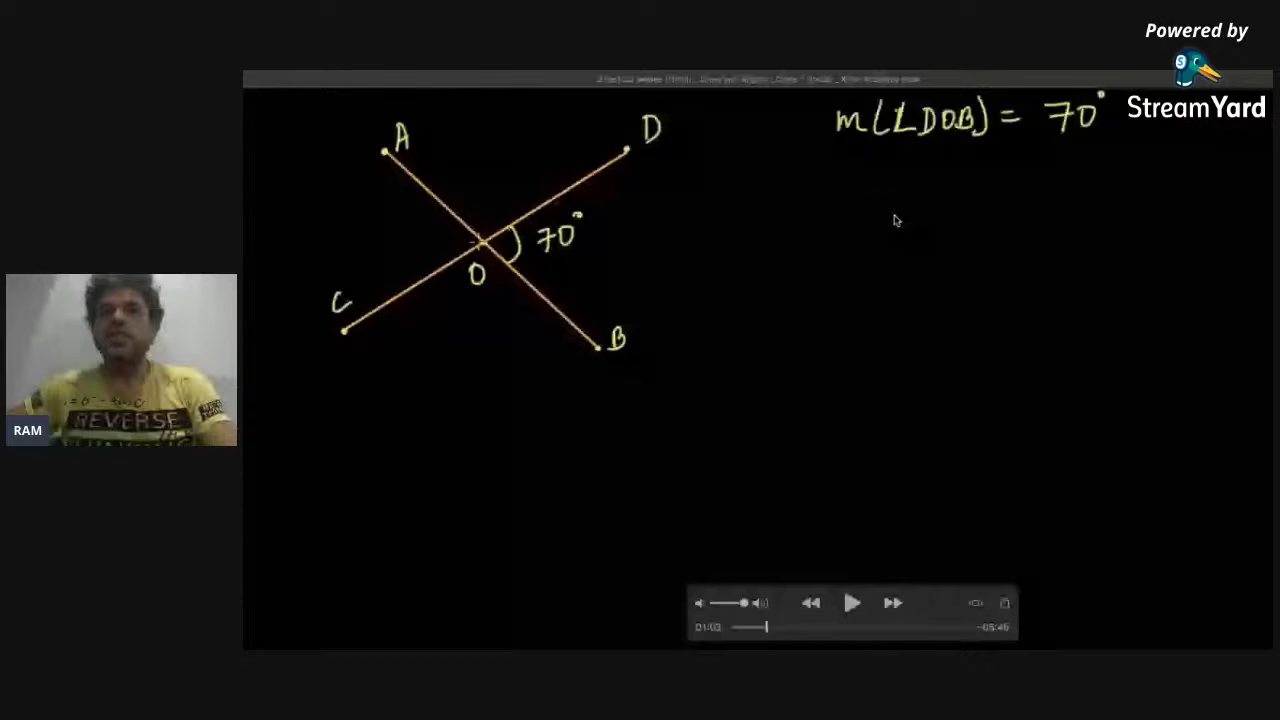 Powered by
StreamYard
m(∠DOB) = 70°
A
D
70°
O
C
B
REVERSE
RAM
01:03
-05:46